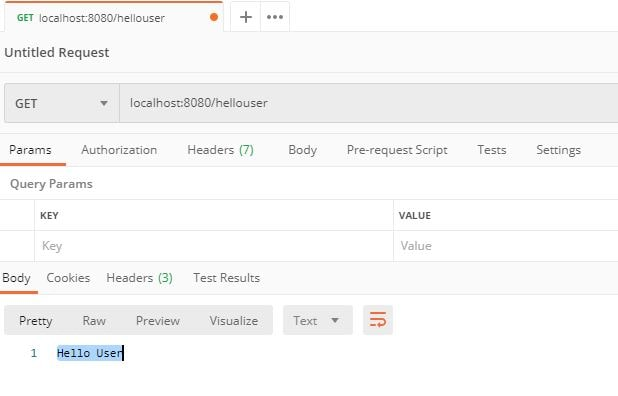 GET localhost:8080/hellouser
Untitled Request
GET localhost:8080/hellouser
Params Authorization Headers (7) Body Pre-request Script Tests Settings
Query Params
KEY VALUE
Key Value
Body Cookies Headers (3) Test Results
Pretty Raw Preview Visualize Text
1 Hello User